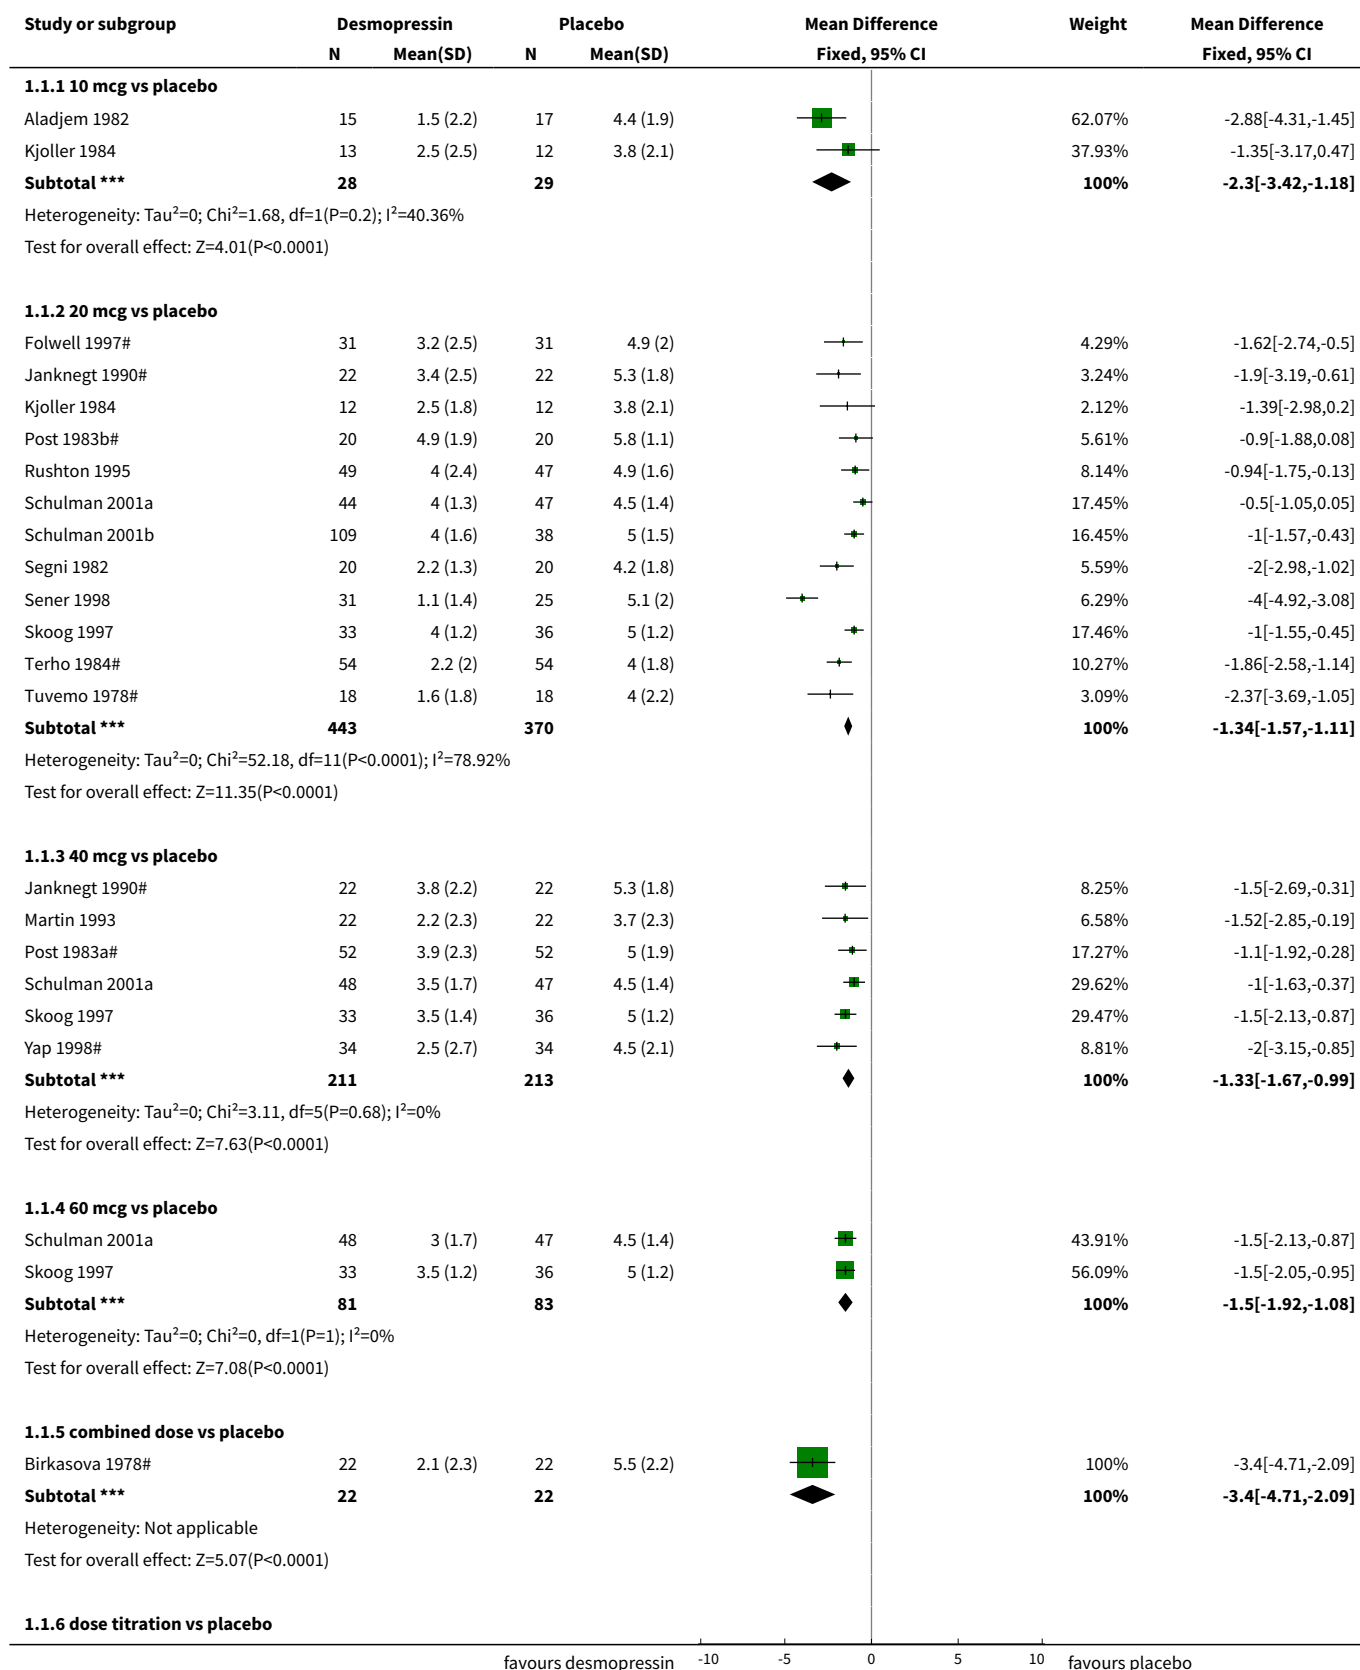 Study or subgroup Desmopressin Placebo Mean Difference Weight Mean Difference
N Mean(SD) N Mean(SD) Fixed, 95% CI Fixed, 95% CI
1.1.1 10 mcg vs placebo
Aladjem 1982 15 1.5 (2.2) 17 4.4 (1.9) 62.07% -2.88[-4.31,-1.45]
Kjoller 1984 13 2.5 (2.5) 12 3.8 (2.1) 37.93% -1.35[-3.17,0.47]
Subtotal *** 28 29 100% -2.3[-3.42,-1.18]
Heterogeneity: Tau²=0; Chi²=1.68, df=1(P=0.2); I²=40.36%
Test for overall effect: Z=4.01(P<0.0001)
1.1.2 20 mcg vs placebo
Folwell 1997# 31 3.2 (2.5) 31 4.9 (2) 4.29% -1.62[-2.74,-0.5]
Janknegt 1990# 22 3.4 (2.5) 22 5.3 (1.8) 3.24% -1.9[-3.19,-0.61]
Kjoller 1984 12 2.5 (1.8) 12 3.8 (2.1) 2.12% -1.39[-2.98,0.2]
Post 1983b# 20 4.9 (1.9) 20 5.8 (1.1) 5.61% -0.9[-1.88,0.08]
Rushton 1995 49 4 (2.4) 47 4.9 (1.6) 8.14% -0.94[-1.75,-0.13]
Schulman 2001a 44 4 (1.3) 47 4.5 (1.4) 17.45% -0.5[-1.05,0.05]
Schulman 2001b 109 4 (1.6) 38 5 (1.5) 16.45% -1[-1.57,-0.43]
Segni 1982 20 2.2 (1.3) 20 4.2 (1.8) 5.59% -2[-2.98,-1.02]
Sener 1998 31 1.1 (1.4) 25 5.1 (2) 6.29% -4[-4.92,-3.08]
Skoog 1997 33 4 (1.2) 36 5 (1.2) 17.46% -1[-1.55,-0.45]
Terho 1984# 54 2.2 (2) 54 4 (1.8) 10.27% -1.86[-2.58,-1.14]
Tuvemo 1978# 18 1.6 (1.8) 18 4 (2.2) 3.09% -2.37[-3.69,-1.05]
Subtotal *** 443 370 100% -1.34[-1.57,-1.11]
Heterogeneity: Tau²=0; Chi²=52.18, df=11(P<0.0001); I²=78.92%
Test for overall effect: Z=11.35(P<0.0001)
1.1.3 40 mcg vs placebo
Janknegt 1990# 22 3.8 (2.2) 22 5.3 (1.8) 8.25% -1.5[-2.69,-0.31]
Martin 1993 22 2.2 (2.3) 22 3.7 (2.3) 6.58% -1.52[-2.85,-0.19]
Post 1983a# 52 3.9 (2.3) 52 5 (1.9) 17.27% -1.1[-1.92,-0.28]
Schulman 2001a 48 3.5 (1.7) 47 4.5 (1.4) 29.62% -1[-1.63,-0.37]
Skoog 1997 33 3.5 (1.4) 36 5 (1.2) 29.47% -1.5[-2.13,-0.87]
Yap 1998# 34 2.5 (2.7) 34 4.5 (2.1) 8.81% -2[-3.15,-0.85]
Subtotal *** 211 213 100% -1.33[-1.67,-0.99]
Heterogeneity: Tau²=0; Chi²=3.11, df=5(P=0.68); I²=0%
Test for overall effect: Z=7.63(P<0.0001)
1.1.4 60 mcg vs placebo
Schulman 2001a 48 3 (1.7) 47 4.5 (1.4) 43.91% -1.5[-2.13,-0.87]
Skoog 1997 33 3.5 (1.2) 36 5 (1.2) 56.09% -1.5[-2.05,-0.95]
Subtotal *** 81 83 100% -1.5[-1.92,-1.08]
Heterogeneity: Tau²=0; Chi²=0, df=1(P=1); I²=0%
Test for overall effect: Z=7.08(P<0.0001)
1.1.5 combined dose vs placebo
Birkasova 1978# 22 2.1 (2.3) 22 5.5 (2.2) 100% -3.4[-4.71,-2.09]
Subtotal *** 22 22 100% -3.4[-4.71,-2.09]
Heterogeneity: Not applicable
Test for overall effect: Z=5.07(P<0.0001)
1.1.6 dose titration vs placebo
favours desmopressin -10 -5 0 5 10 favours placebo